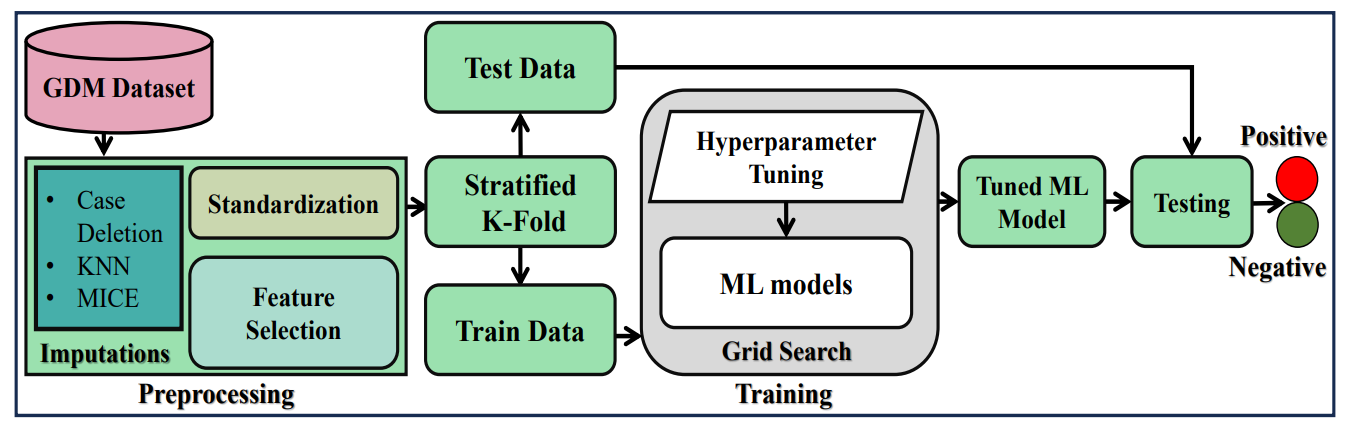 GDM Dataset
• Case
Deletion
• KNN
• MICE
Imputations
Standardization
Feature
Selection
Preprocessing
Test Data
Stratified
K-Fold
Train Data
Hyperparameter
Tuning
ML models
Grid Search
Training
Tuned ML
Model
Testing
Positive
Negative